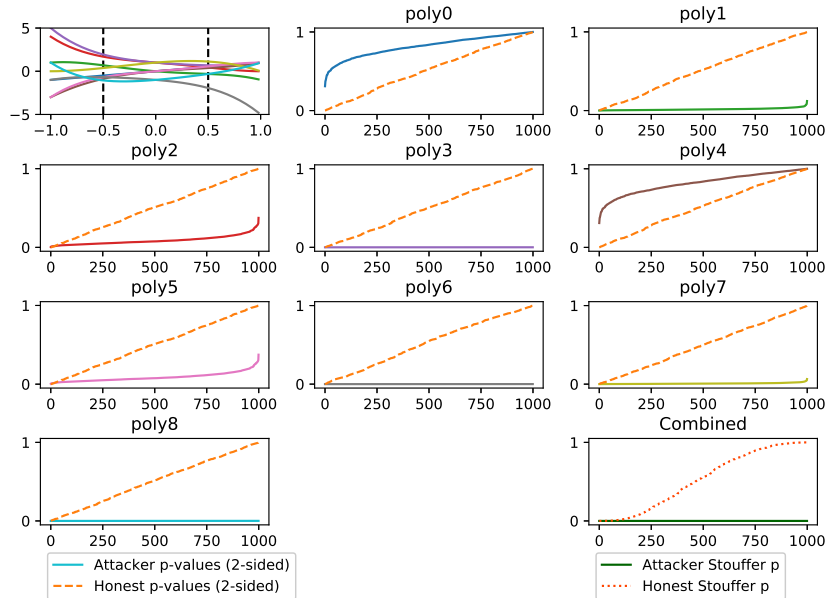 poly0
poly1
5
0
−5
−1.0 −0.5 0.0 0.5 1.0
1
0
0 250 500 750 1000
1
0
0 250 500 750 1000
poly2
poly3
poly4
1
0
0 250 500 750 1000
1
0
0 250 500 750 1000
1
0
0 250 500 750 1000
poly5
poly6
poly7
1
0
0 250 500 750 1000
1
0
0 250 500 750 1000
1
0
0 250 500 750 1000
poly8
Combined
1
0
0 250 500 750 1000
1
0
0 250 500 750 1000
Attacker p-values (2-sided)
Honest p-values (2-sided)
Attacker Stouffer p
Honest Stouffer p